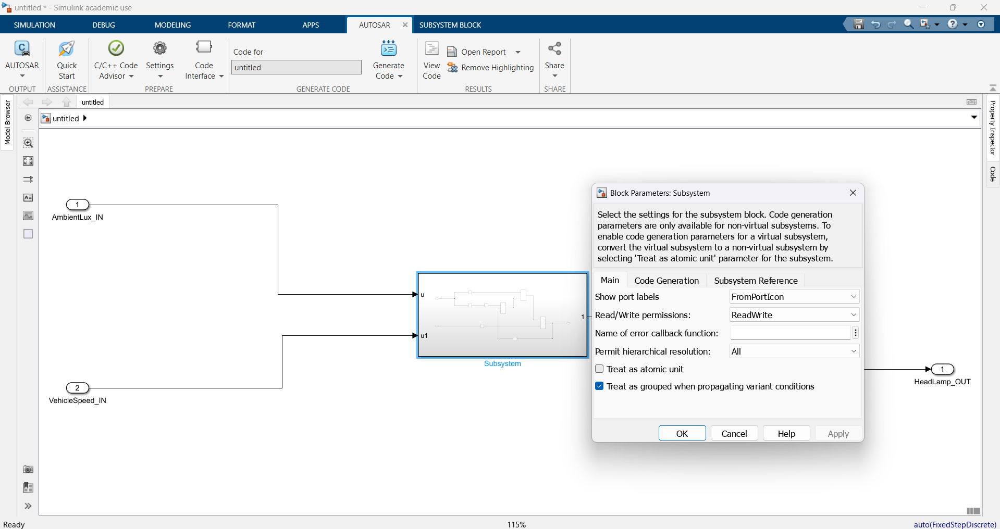 untitled * - Simulink academic use
SIMULATION DEBUG MODELING FORMAT APPS AUTOSAR SUBSYSTEM BLOCK
AUTOSAR
Quick
Start
C/C++ Code
Advisor
Settings
Code
Interface
Code for
untitled
Generate
Code
View
Code
Open Report
Remove Highlighting
Share
OUTPUT ASSISTANCE PREPARE GENERATE CODE RESULTS SHARE
Model Browser
untitled
untitled
Property Inspector
Code
1
AmbientLux_IN
2
VehicleSpeed_IN
u
u1
1
Subsystem
Block Parameters: Subsystem
Select the settings for the subsystem block. Code generation
parameters are only available for non-virtual subsystems. To
enable code generation parameters for a virtual subsystem,
convert the virtual subsystem to a non-virtual subsystem by
selecting 'Treat as atomic unit' parameter for the subsystem.
Main Code Generation Subsystem Reference
Show port labels FromPortIcon
Read/Write permissions: ReadWrite
Name of error callback function:
Permit hierarchical resolution: All
Treat as atomic unit
Treat as grouped when propagating variant conditions
OK Cancel Help Apply
1
HeadLamp_OUT
Ready 115% auto(FixedStepDiscrete)